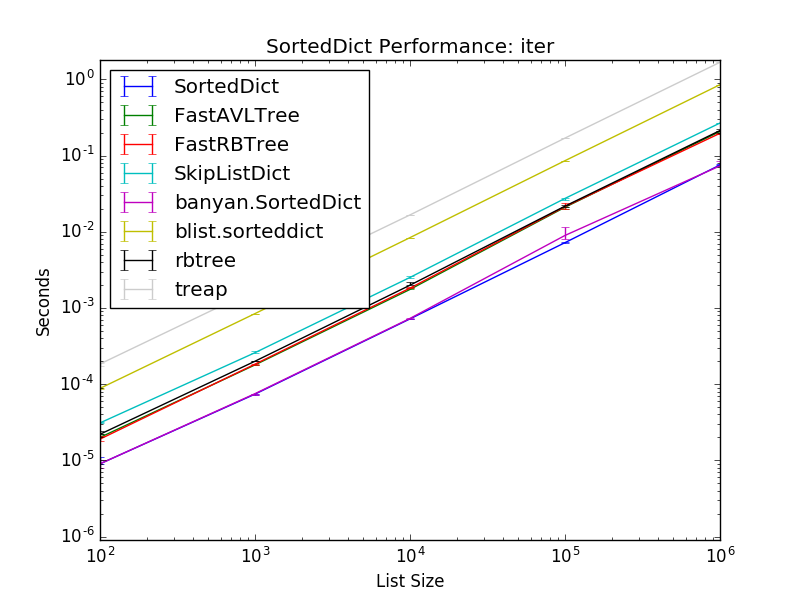 SortedDict Performance: iter
10^0
10^-1
10^-2
10^-3
10^-4
10^-5
10^-6
Seconds
SortedDict
FastAVLTree
FastRBTree
SkipListDict
banyan.SortedDict
blist.sorteddict
rbtree
treap
10^2 10^3 10^4 10^5 10^6
List Size